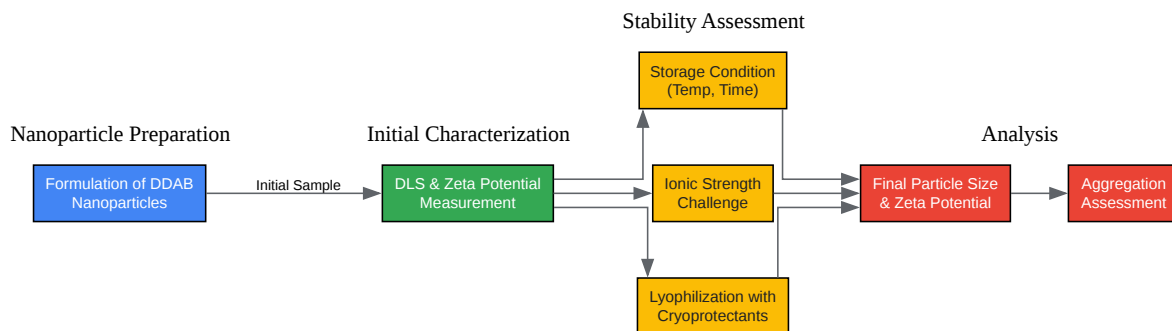 Stability Assessment
Storage Condition
(Temp, Time)
Nanoparticle Preparation
Initial Characterization
Analysis
Formulation of DDAB
Nanoparticles
Initial Sample
DLS & Zeta Potential
Measurement
Ionic Strength
Challenge
Final Particle Size
& Zeta Potential
Aggregation
Assessment
Lyophilization with
Cryoprotectants